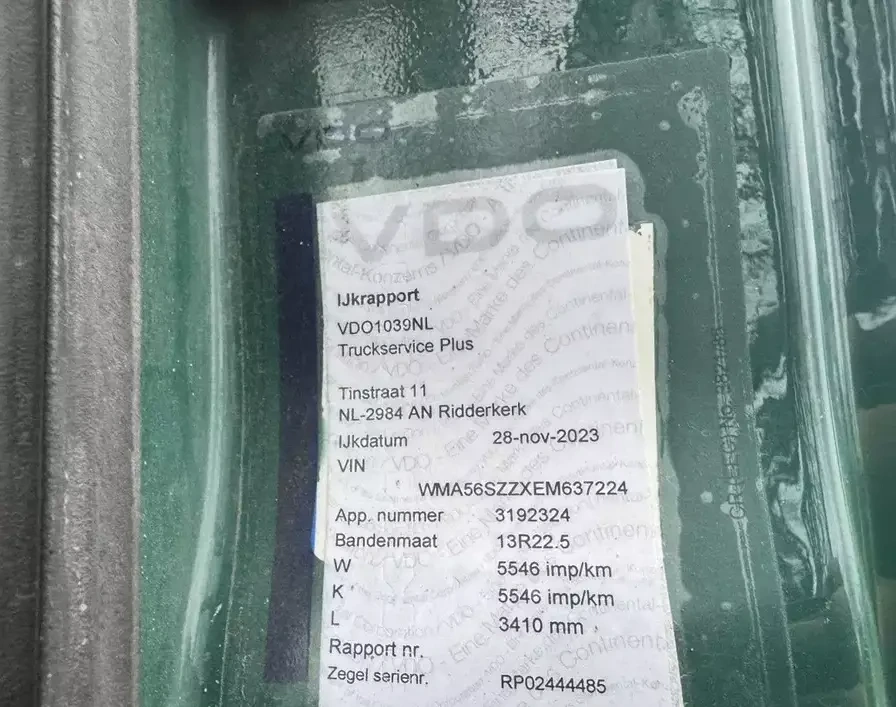 VDO
VDO
IJkrapport
VDO1039NL
Truckservice Plus
Tinstraat 11
NL-2984 AN Ridderkerk
IJkdatum 28-nov-2023
VIN
WMA56SZZXEM637224
App. nummer 3192324
Bandenmaat 13R22.5
W 5546 imp/km
K 5546 imp/km
L 3410 mm
Rapport nr.
Zegel serienr. RP02444485